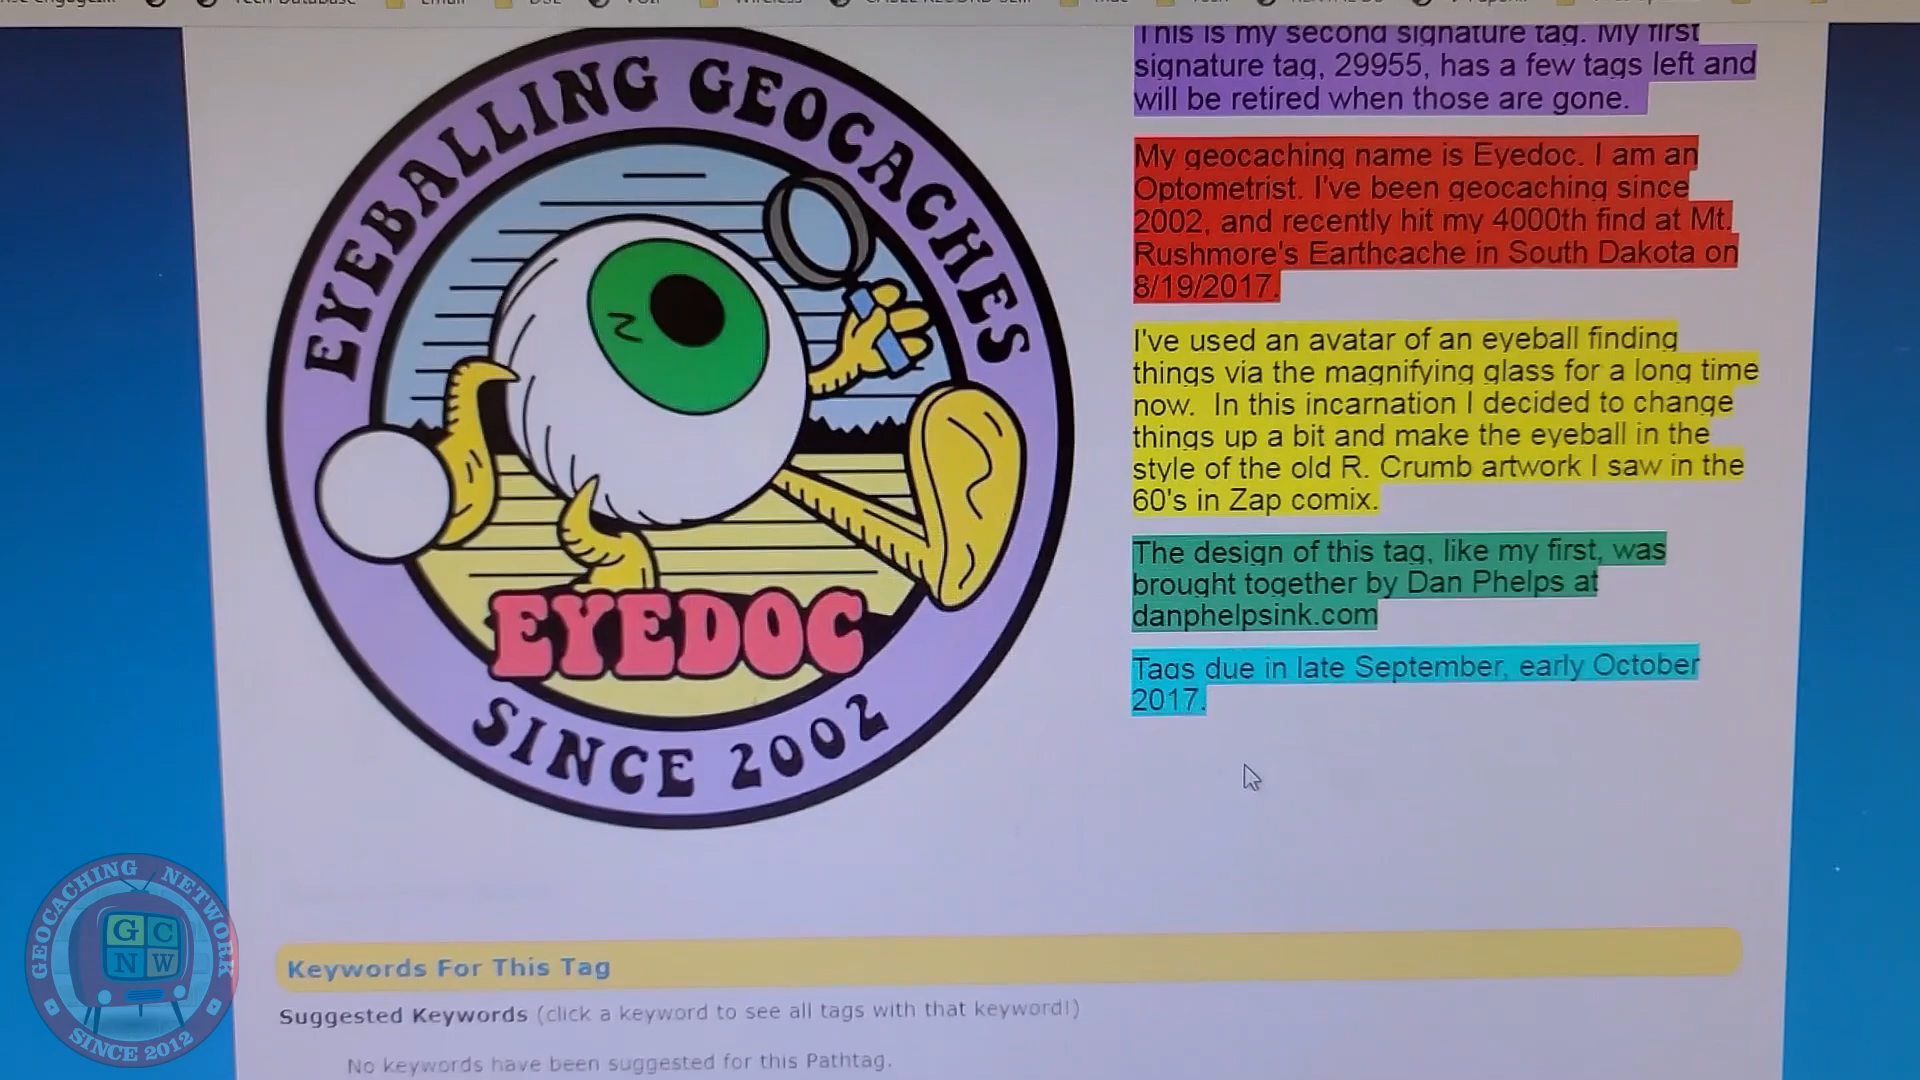 Tech Database
Email
EYEBALLING GEOCACHES
EYEDOC
SINCE 2002
This is my second signature tag. My first
signature tag, 29955, has a few tags left and
will be retired when those are gone.
My geocaching name is Eyedoc. I am an
Optometrist. I've been geocaching since
2002, and recently hit my 4000th find at Mt.
Rushmore's Earthcache in South Dakota on
8/19/2017.
I've used an avatar of an eyeball finding
things via the magnifying glass for a long time
now. In this incarnation I decided to change
things up a bit and make the eyeball in the
style of the old R. Crumb artwork I saw in the
60's in Zap comix.
The design of this tag, like my first, was
brought together by Dan Phelps at
danphelpsink.com
Tags due in late September, early October
2017.
Keywords For This Tag
Suggested Keywords (click a keyword to see all tags with that keyword!)
No keywords have been suggested for this Pathtag.
GEOCACHING NETWORK
G C
N W
SINCE 2012